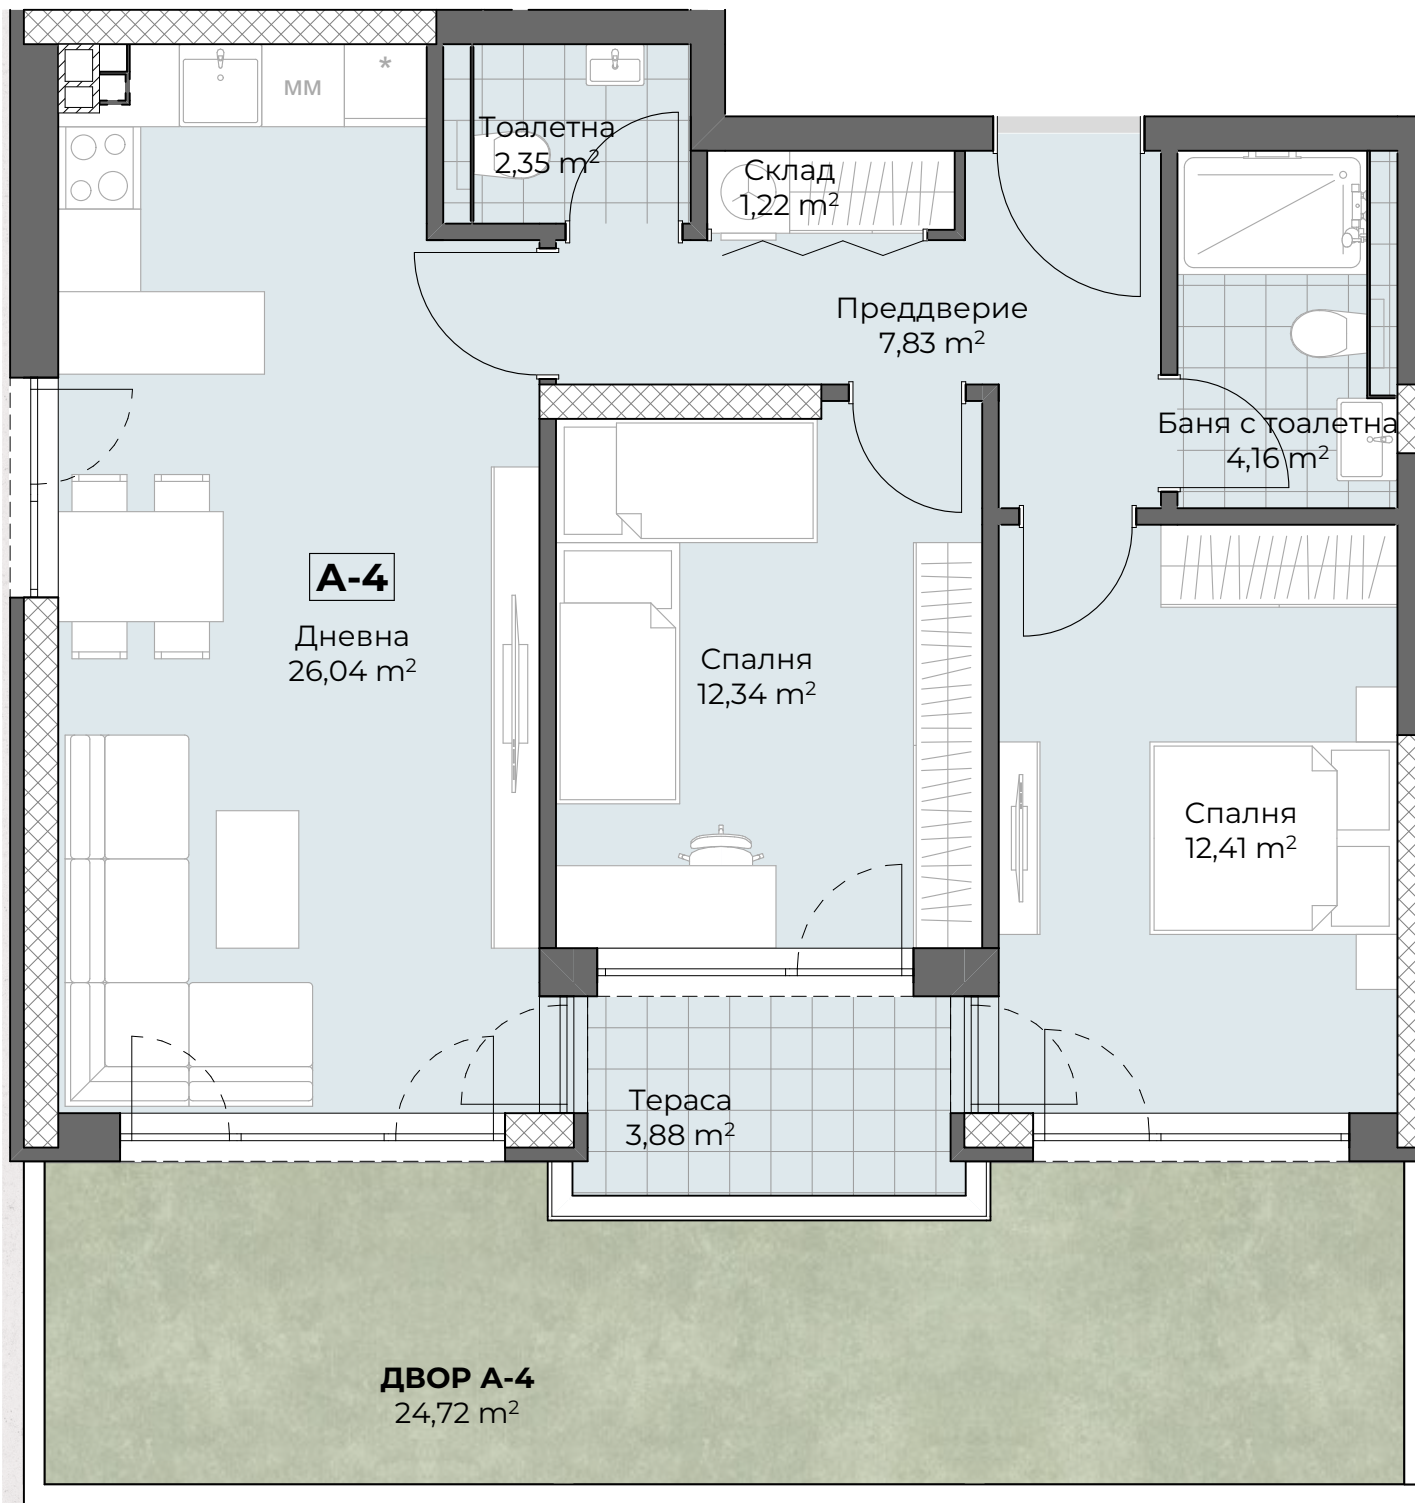 мм
*
Тоалетна
2,35 m²
Склад
1,22 m²
Преддверие
7,83 m²
Баня с тоалетна
4,16 m²
А-4
Дневна
26,04 m²
Спалня
12,34 m²
Спалня
12,41 m²
Тераса
3,88 m²
ДВОР А-4
24,72 m²